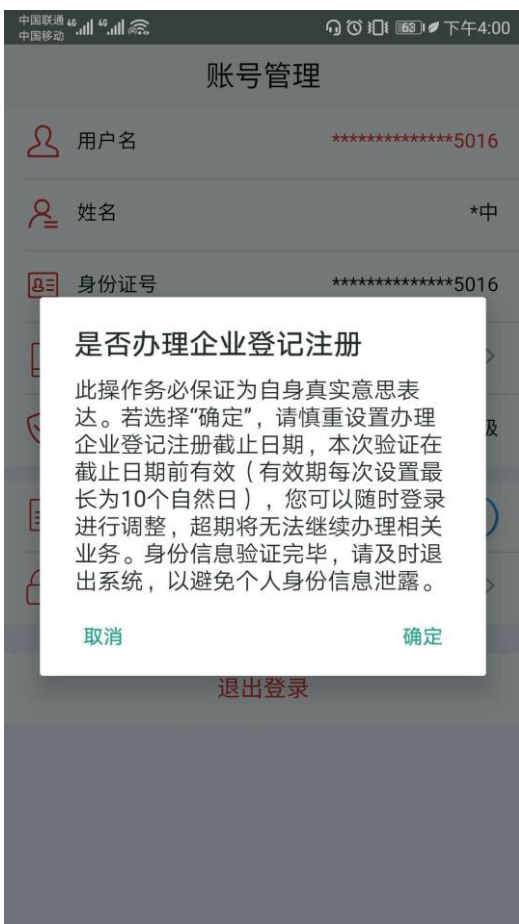 中国联通 46 46
中国移动
63 下午4:00
账号管理
用户名 **************5016
姓名 *中
身份证号 **************5016
是否办理企业登记注册
此操作务必保证为自身真实意思表
达。若选择“确定”，请慎重设置办理
企业登记注册截止日期，本次验证在
截止日期前有效（有效期每次设置最
长为10个自然日），您可以随时登录
进行调整，超期将无法继续办理相关
业务。身份信息验证完毕，请及时退
出系统，以避免个人身份信息泄露。
级
取消 确定
退出登录